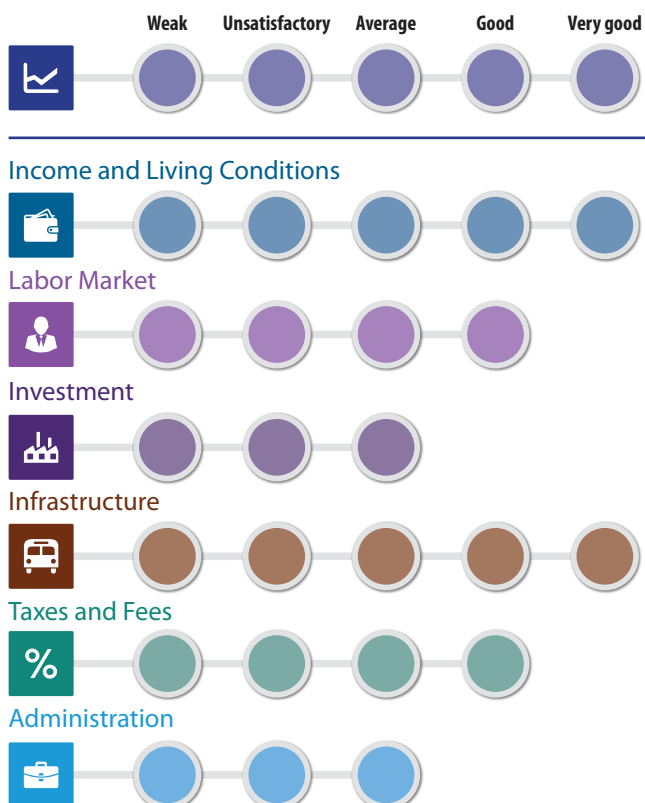 Weak Unsatisfactory Average Good Very good
Income and Living Conditions
Labor Market
Investment
Infrastructure
Taxes and Fees
%
Administration